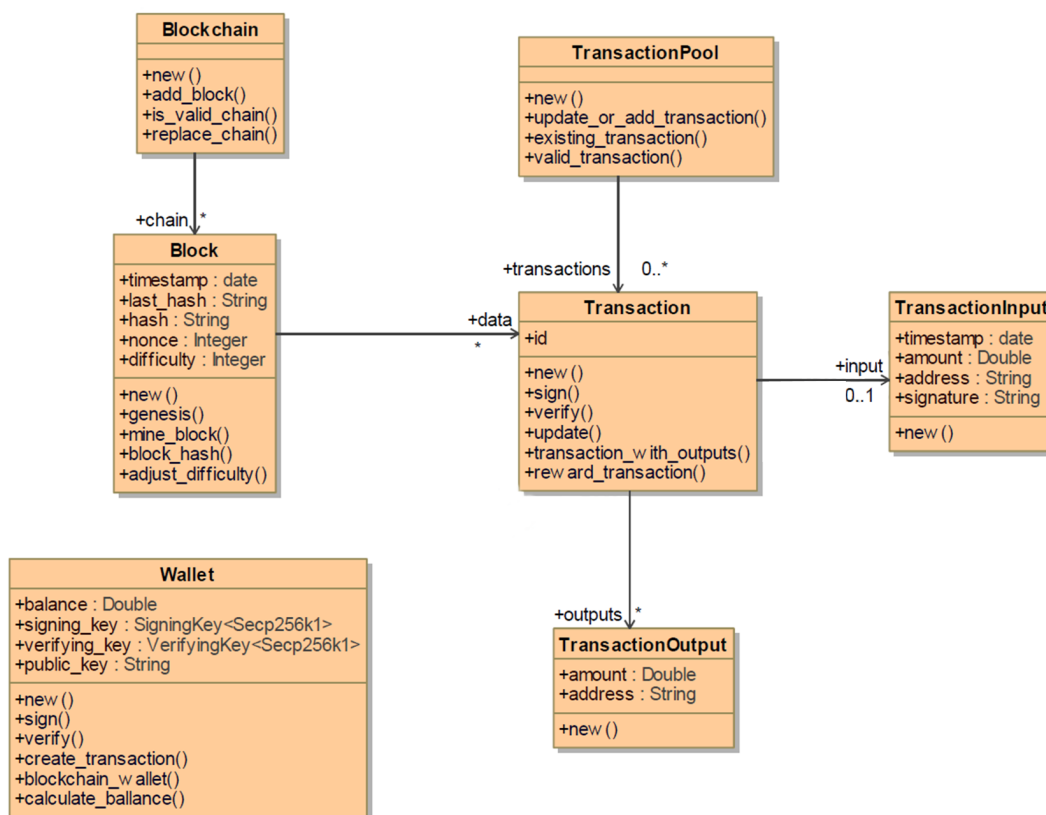 Blockchain
+new()
+add_block()
+is_valid_chain()
+replace_chain()
TransactionPool
+new()
+update_or_add_transaction()
+existing_transaction()
+valid_transaction()
+chain *
Block
+timestamp : date
+last_hash : String
+hash : String
+nonce : Integer
+difficulty : Integer
+new()
+genesis()
+mine_block()
+block_hash()
+adjust_difficulty()
+transactions 0..*
+data
*
Transaction
+id
+new()
+sign()
+verify()
+update()
+transaction_with_outputs()
+reward_transaction()
+input
0..1
TransactionInput
+timestamp : date
+amount : Double
+address : String
+signature : String
+new()
+outputs *
TransactionOutput
+amount : Double
+address : String
+new()
Wallet
+balance : Double
+signing_key : SigningKey<Secp256k1>
+verifying_key : VerifyingKey<Secp256k1>
+public_key : String
+new()
+sign()
+verify()
+create_transaction()
+blockchain_wallet()
+calculate_ballance()